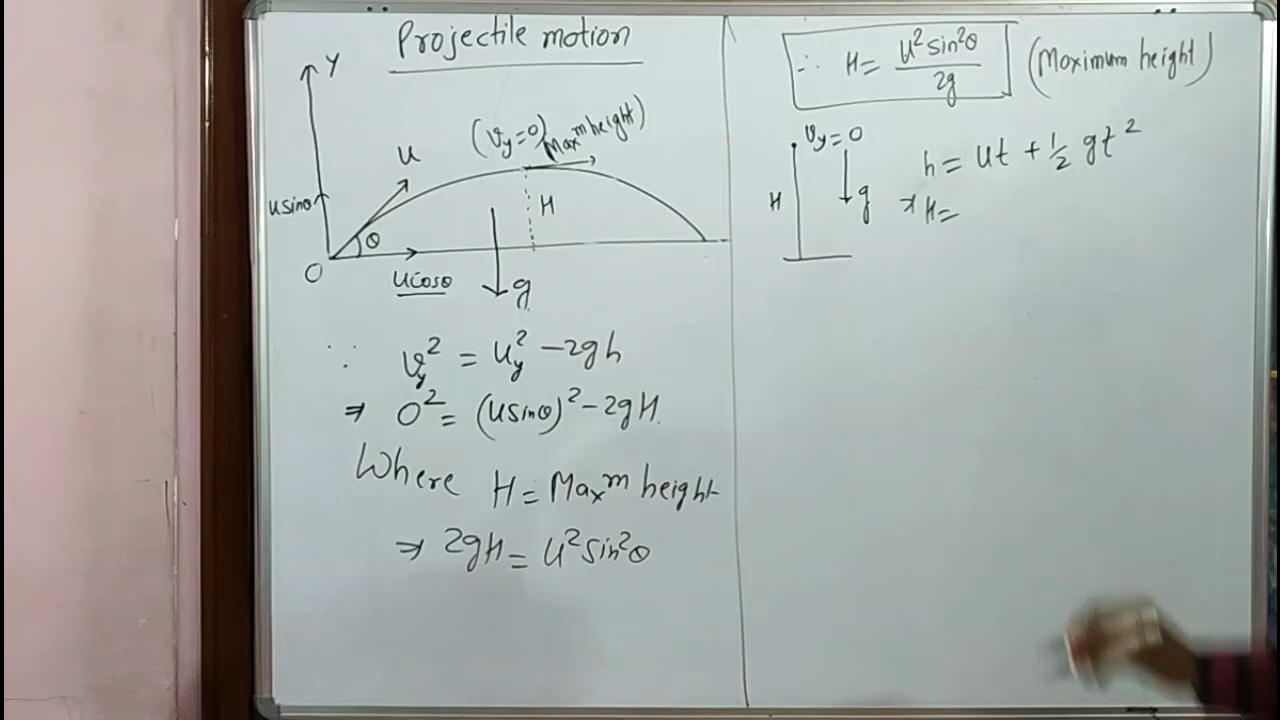 Projectile motion
Y
(vy=0)
Maxᵐ height)
u
usinθ
H
θ
O
ucosθ
g
∵ vy² = uy² − 2gh
⇒ 0² = (usinθ)² − 2gH.
Where H = Maxᵐ height
⇒ 2gH = u²sin²θ
∴ H = u²sin²θ / 2g (Maximum height)
vy = 0
H
g
h = ut + ½ gt²
⇒ H =